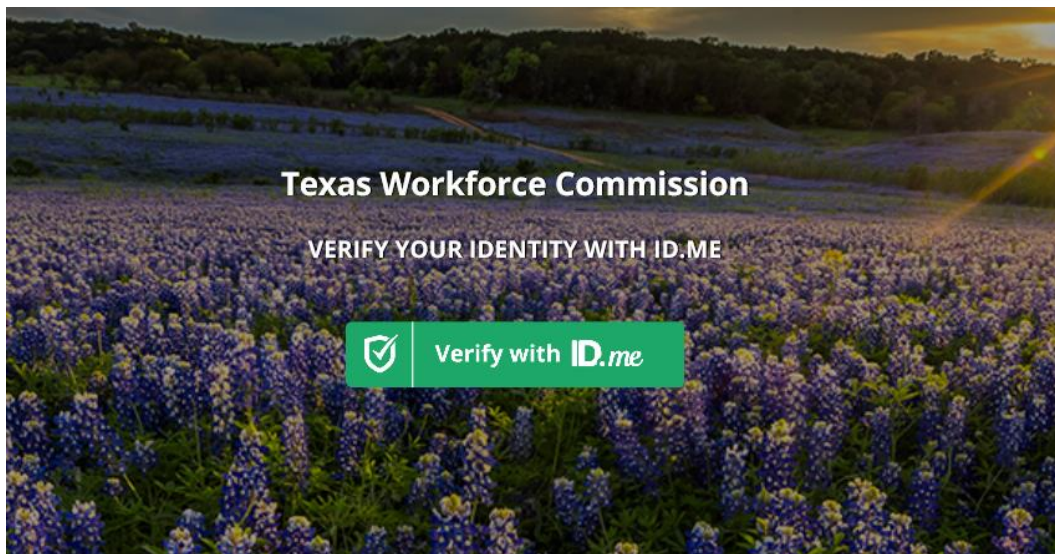 Texas Workforce Commission
VERIFY YOUR IDENTITY WITH ID.ME
Verify with ID.me